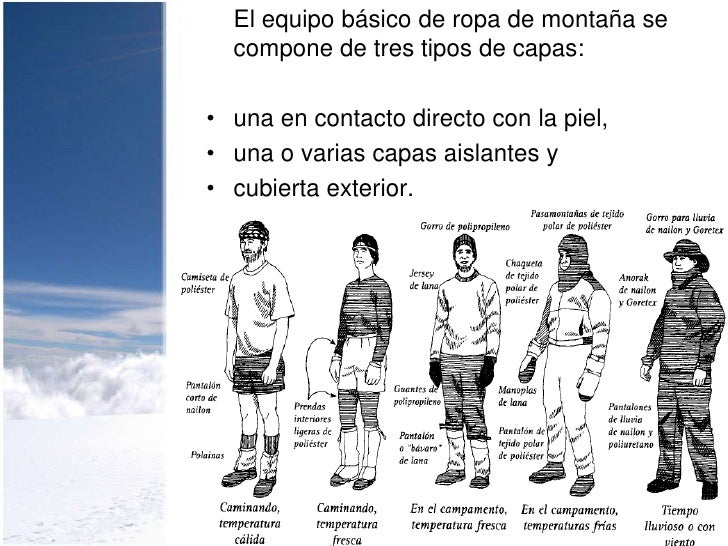 El equipo básico de ropa de montaña se
compone de tres tipos de capas:
• una en contacto directo con la piel,
• una o varias capas aislantes y
• cubierta exterior.
Camiseta de
poliéster
Pantalón
corto de
nailon
Polainas
Caminando,
temperatura
cálida
Prendas
interiores
ligeras de
poliéster
Caminando,
temperatura
fresca
Gorro de polipropileno
Jersey
de lana
Guantes de
polipropileno
Pantalón
o "bávaro"
de lana
En el campamento,
temperatura fresca
Pasamontañas de tejido
polar de poliéster
Chaqueta
de tejido
polar de
poliéster
Manoplas
de lana
Pantalón de
tejido polar
de poliéster
En el campamento,
temperaturas frías
Gorro para lluvia
de nailon y Goretex
Anorak
de nailon
y Goretex
Pantalones
de lluvia
de nailon y
poliuretano
Tiempo
lluvioso o con
viento